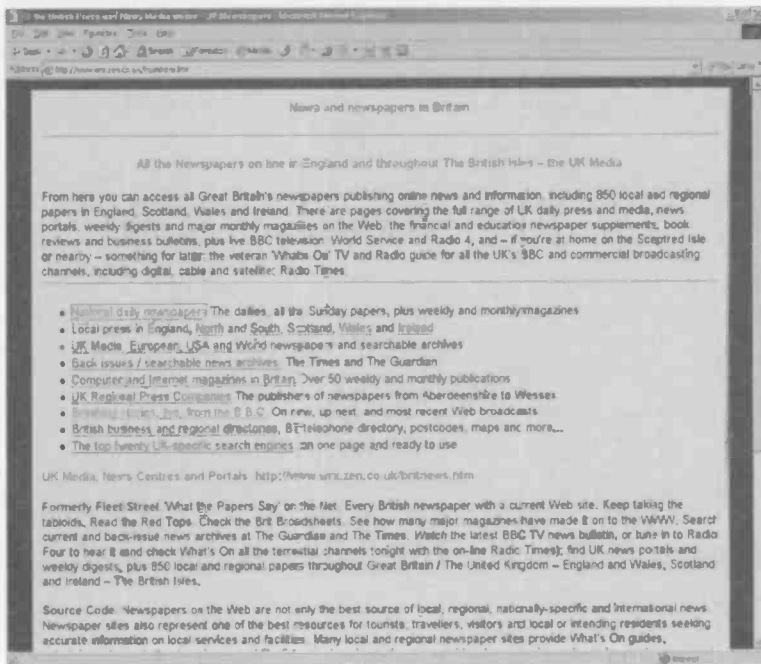 News and newspapers in Britain
All the Newspapers on line in England and throughout The British Isles – the UK Media
From here you can access all Great Britain's newspapers publishing online news and information, including 850 local and regional
papers in England, Scotland, Wales and Ireland. There are pages covering the full range of UK daily press and media, news
portals, weekly digests and major monthly magazines on the Web, the financial and education newspaper supplements, book
reviews and business bulletins, plus live BBC television, World Service and Radio 4, and – if you're at home on the Sceptred Isle
or nearby – something for later: the veteran 'Whats On' TV and Radio guide for all the UK's BBC and commercial broadcasting
channels, including digital, cable and satellite: Radio Times.
National daily newspapers The dailies, all the Sunday papers, plus weekly and monthly magazines
Local press in England, North and South, Scotland, Wales and Ireland
UK Media, European, USA and World newspapers and searchable archives
Back issues / searchable news archives. The Times and The Guardian
Computer and Internet magazines in Britain. Over 50 weekly and monthly publications
UK Regional Press Companies The publishers of newspapers from Aberdeenshire to Wessex
from the B.B.C. On now, up next, and most recent Web broadcasts
British business and regional directories, BT telephone directory, postcodes, maps and more...
The top twenty UK-specific search engines on one page and ready to use
UK Media, News Centres and Portals http://www.wrx.zen.co.uk/britnews.htm
Formerly Fleet Street 'What the Papers Say' on the Net. Every British newspaper with a current Web site. Keep taking the
tabloids, Read the Red Tops. Check the Brit Broadsheets. See how many major magazines have made it on to the WWW. Search
current and back-issue news archives at The Guardian and The Times. Watch the latest BBC TV news bulletin, or tune in to Radio
Four to hear it (and check What's On all the terrestrial channels tonight with the on-line Radio Times); find UK news portals and
weekly digests, plus 850 local and regional papers throughout Great Britain / The United Kingdom – England and Wales, Scotland
and Ireland – The British Isles.
Source Code. Newspapers on the Web are not only the best source of local, regional, nationally-specific and international news.
Newspaper sites also represent one of the best resources for tourists, travellers, visitors and local or intending residents seeking
accurate information on local services and facilities. Many local and regional newspaper sites provide What's On guides,